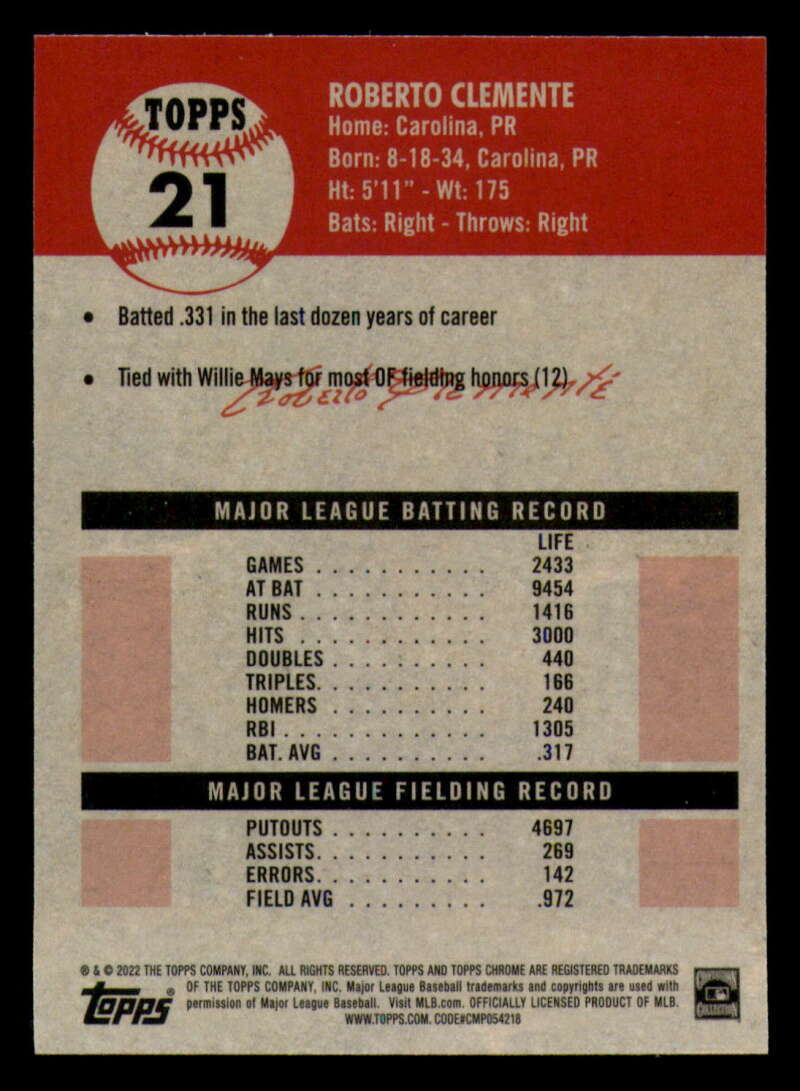 TOPPS
21
ROBERTO CLEMENTE
Home: Carolina, PR
Born: 8-18-34, Carolina, PR
Ht: 5'11" - Wt: 175
Bats: Right - Throws: Right
• Batted .331 in the last dozen years of career
• Tied with Willie Mays for most OF fielding honors (12)
Roberto Clemente
MAJOR LEAGUE BATTING RECORD
LIFE
GAMES . . . . . . . . . . . 2433
AT BAT . . . . . . . . . . . 9454
RUNS . . . . . . . . . . . . 1416
HITS . . . . . . . . . . . . 3000
DOUBLES . . . . . . . . . . 440
TRIPLES. . . . . . . . . . . 166
HOMERS . . . . . . . . . . 240
RBI . . . . . . . . . . . . . 1305
BAT. AVG . . . . . . . . . . .317
MAJOR LEAGUE FIELDING RECORD
PUTOUTS . . . . . . . . . . 4697
ASSISTS. . . . . . . . . . . 269
ERRORS. . . . . . . . . . . 142
FIELD AVG . . . . . . . . . .972
® & © 2022 THE TOPPS COMPANY, INC. ALL RIGHTS RESERVED. TOPPS AND TOPPS CHROME ARE REGISTERED TRADEMARKS
OF THE TOPPS COMPANY, INC. Major League Baseball trademarks and copyrights are used with
permission of Major League Baseball. Visit MLB.com. OFFICIALLY LICENSED PRODUCT OF MLB.
WWW.TOPPS.COM. CODE#CMP054218
TOPPS®
COOPERSTOWN
COLLECTION